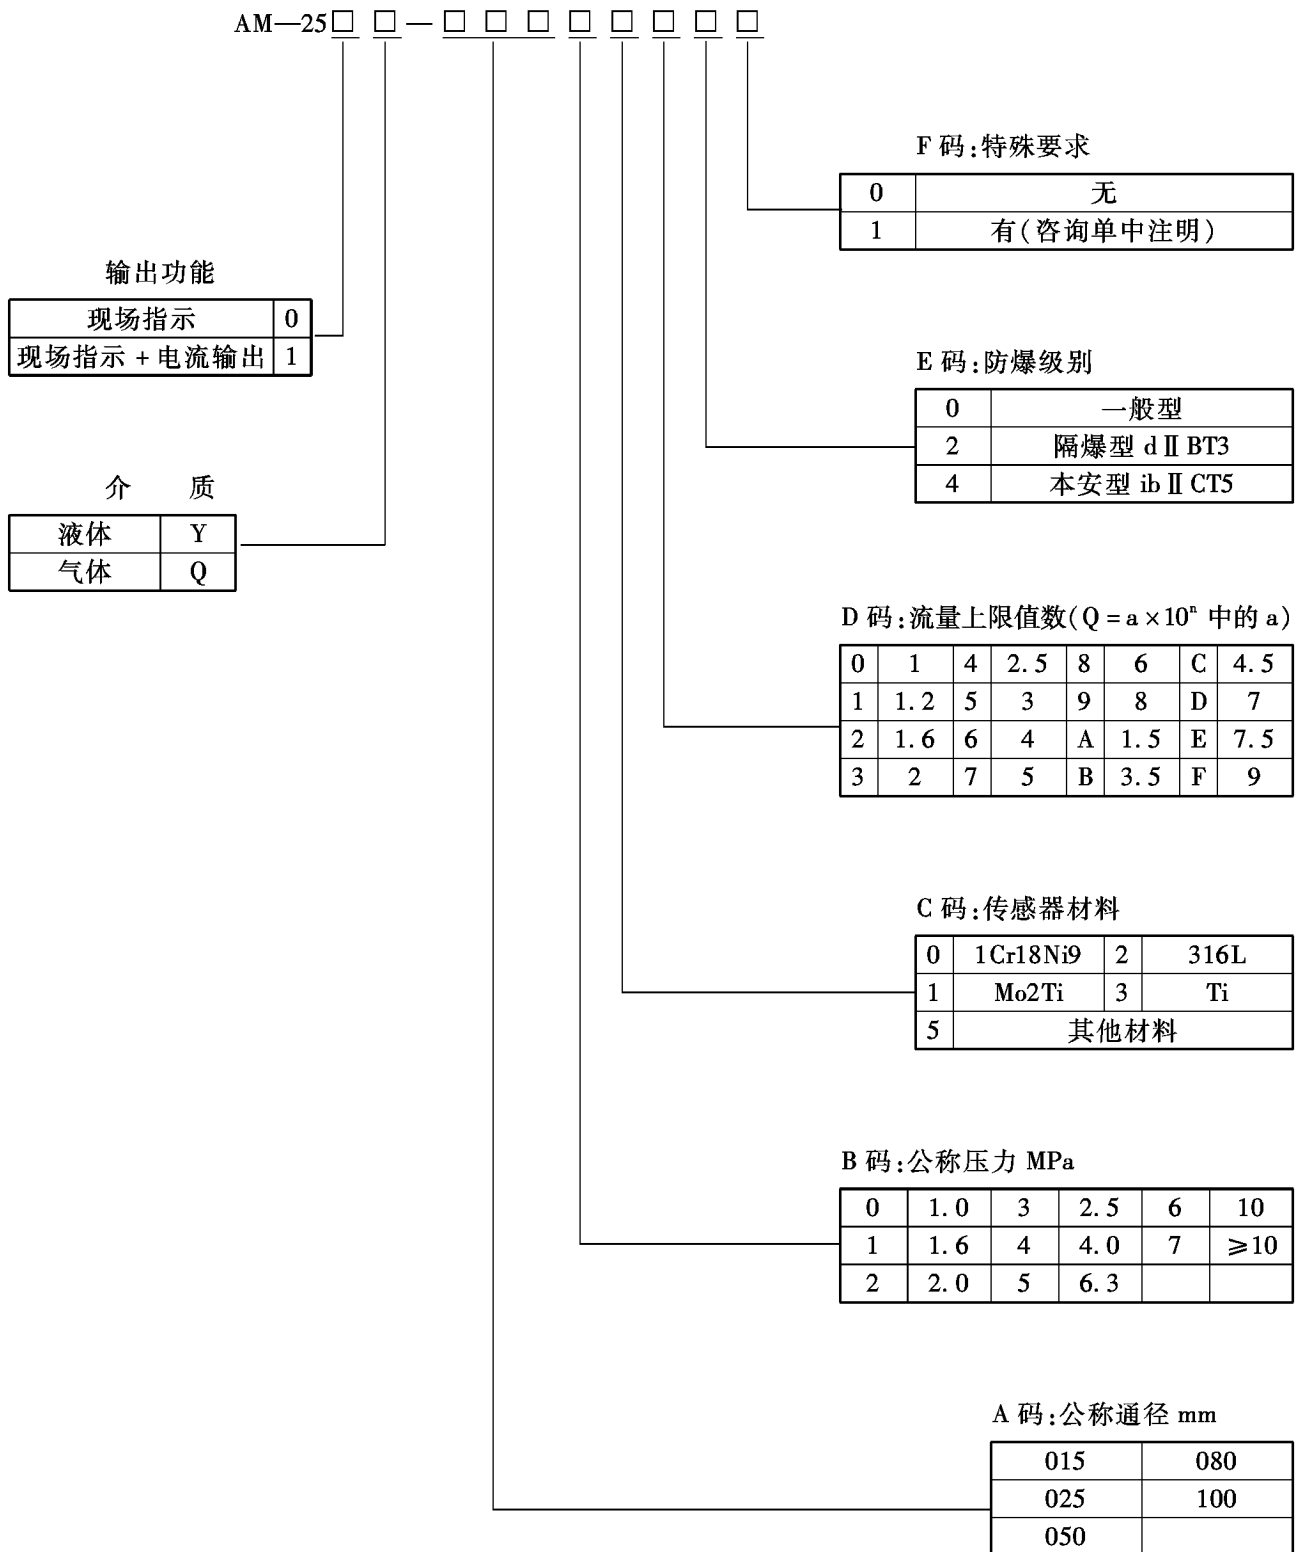 AM—25□ □ — □ □ □ □ □ □ □ □
F 码:特殊要求
0 无
1 有(咨询单中注明)
输出功能
现场指示 0
现场指示 + 电流输出 1
E 码:防爆级别
0 一般型
2 隔爆型 d Ⅱ BT3
4 本安型 ib Ⅱ CT5
介 质
液体 Y
气体 Q
D 码:流量上限值数(Q = a × 10ⁿ 中的 a)
0 1 4 2.5 8 6 C 4.5
1 1.2 5 3 9 8 D 7
2 1.6 6 4 A 1.5 E 7.5
3 2 7 5 B 3.5 F 9
C 码:传感器材料
0 1Cr18Ni9 2 316L
1 Mo2Ti 3 Ti
5 其他材料
B 码:公称压力 MPa
0 1.0 3 2.5 6 10
1 1.6 4 4.0 7 ⩾10
2 2.0 5 6.3
A 码:公称通径 mm
015 080
025 100
050